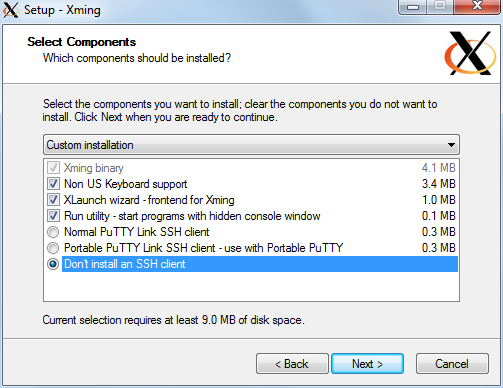 Setup - Xming
Select Components
Which components should be installed?
Select the components you want to install; clear the components you do not want to
install. Click Next when you are ready to continue.
Custom installation
Xming binary 4.1 MB
Non US Keyboard support 3.4 MB
XLaunch wizard - frontend for Xming 1.0 MB
Run utility - start programs with hidden console window 0.1 MB
Normal PuTTY Link SSH client 0.3 MB
Portable PuTTY Link SSH client - use with Portable PuTTY 0.3 MB
Don't install an SSH client
Current selection requires at least 9.0 MB of disk space.
< Back Next > Cancel